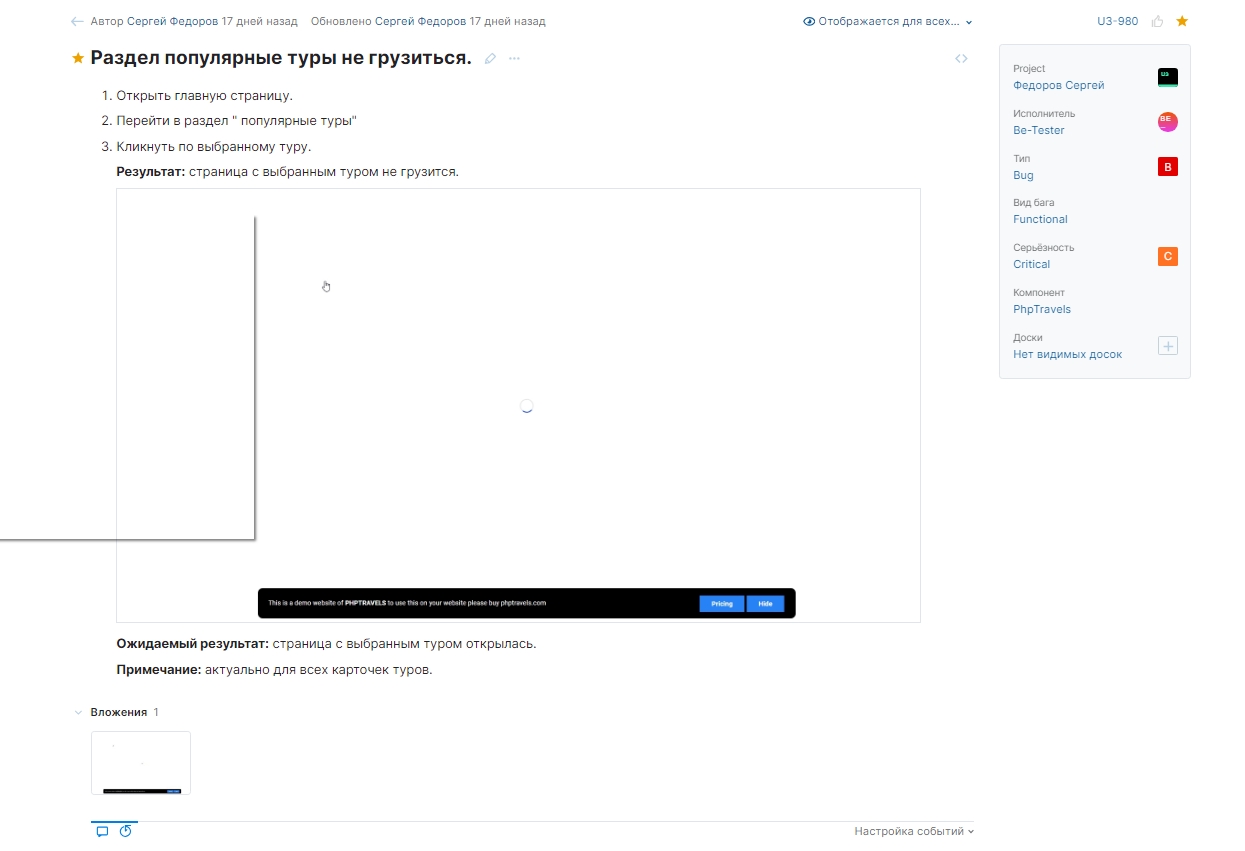 Автор Сергей Федоров 17 дней назад Обновлено Сергей Федоров 17 дней назад
Отображается для всех...
U3-980
Раздел популярные туры не грузиться.
1. Открыть главную страницу.
2. Перейти в раздел " популярные туры"
3. Кликнуть по выбранному туру.
Результат: страница с выбранным туром не грузится.
This is a demo website of PHPTRAVELS to use this on your website please buy phptravels.com
Pricing
Hide
Ожидаемый результат: страница с выбранным туром открылась.
Примечание: актуально для всех карточек туров.
Вложения 1
Настройка событий
Project
Федоров Сергей
U3
Исполнитель
Be-Tester
BE
Тип
Bug
B
Вид бага
Functional
Серьёзность
Critical
C
Компонент
PhpTravels
Доски
Нет видимых досок